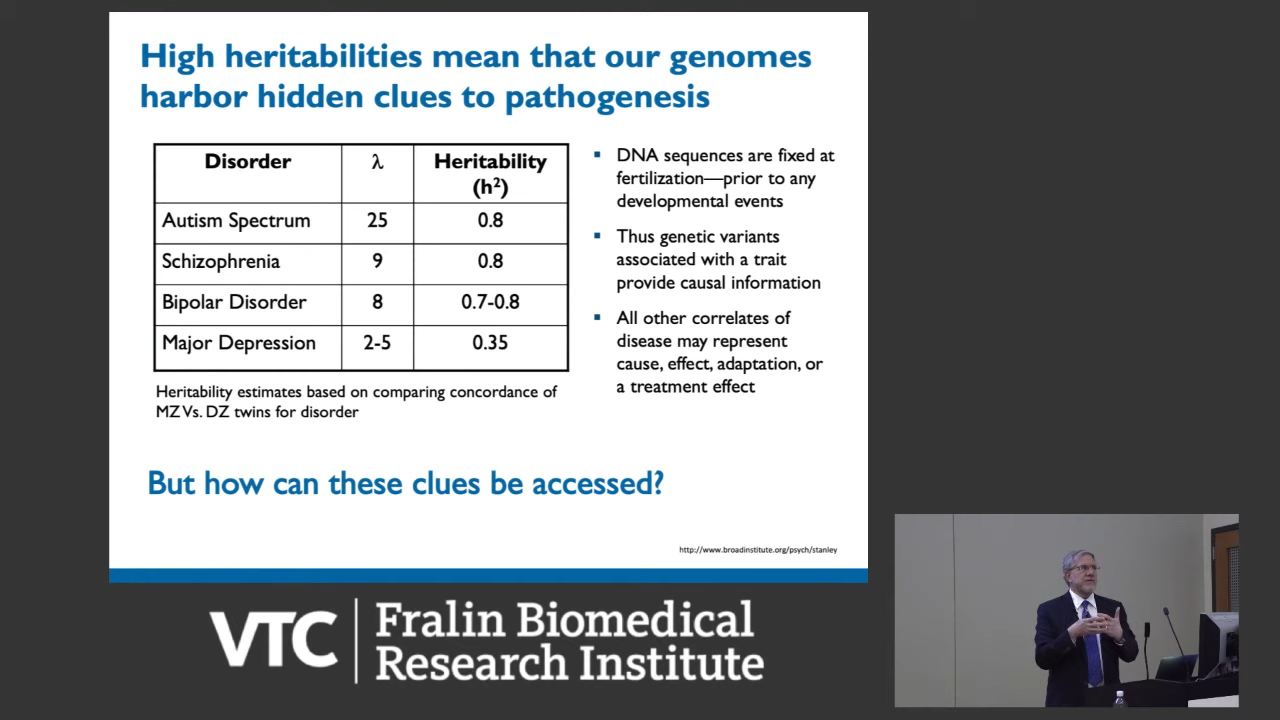 High heritabilities mean that our genomes
harbor hidden clues to pathogenesis
Disorder λ Heritability
(h²)
Autism Spectrum 25 0.8
Schizophrenia 9 0.8
Bipolar Disorder 8 0.7-0.8
Major Depression 2-5 0.35
Heritability estimates based on comparing concordance of
MZ Vs. DZ twins for disorder
▪ DNA sequences are fixed at
fertilization—prior to any
developmental events
▪ Thus genetic variants
associated with a trait
provide causal information
▪ All other correlates of
disease may represent
cause, effect, adaptation, or
a treatment effect
But how can these clues be accessed?
http://www.broadinstitute.org/psych/stanley
VTC
Fralin Biomedical
Research Institute